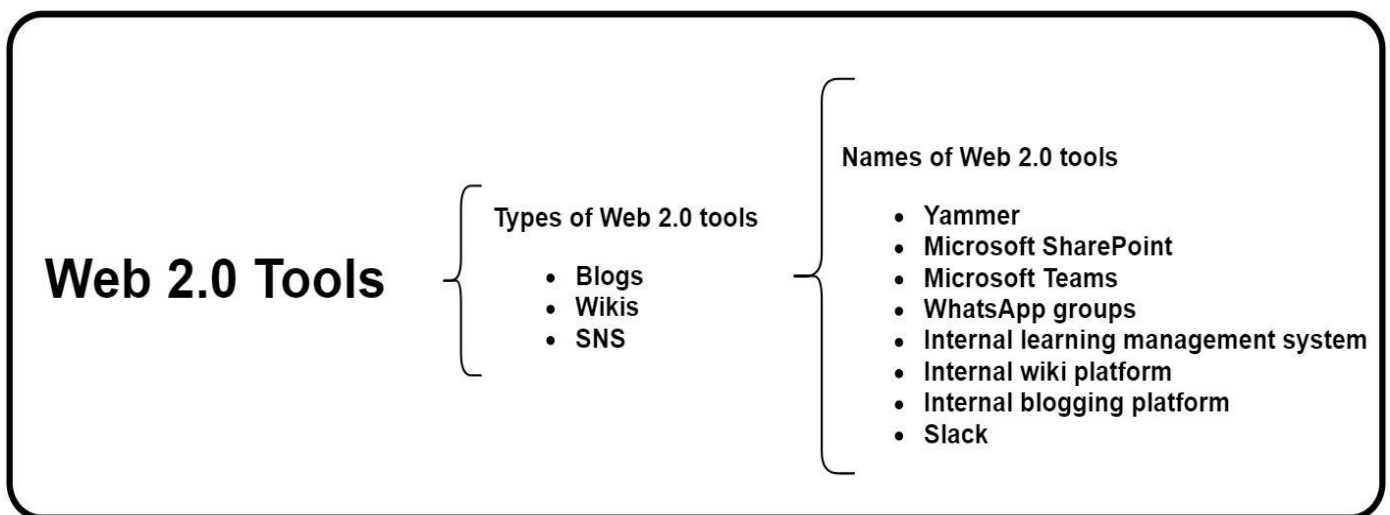 Web 2.0 Tools
Types of Web 2.0 tools
• Blogs
• Wikis
• SNS
Names of Web 2.0 tools
• Yammer
• Microsoft SharePoint
• Microsoft Teams
• WhatsApp groups
• Internal learning management system
• Internal wiki platform
• Internal blogging platform
• Slack